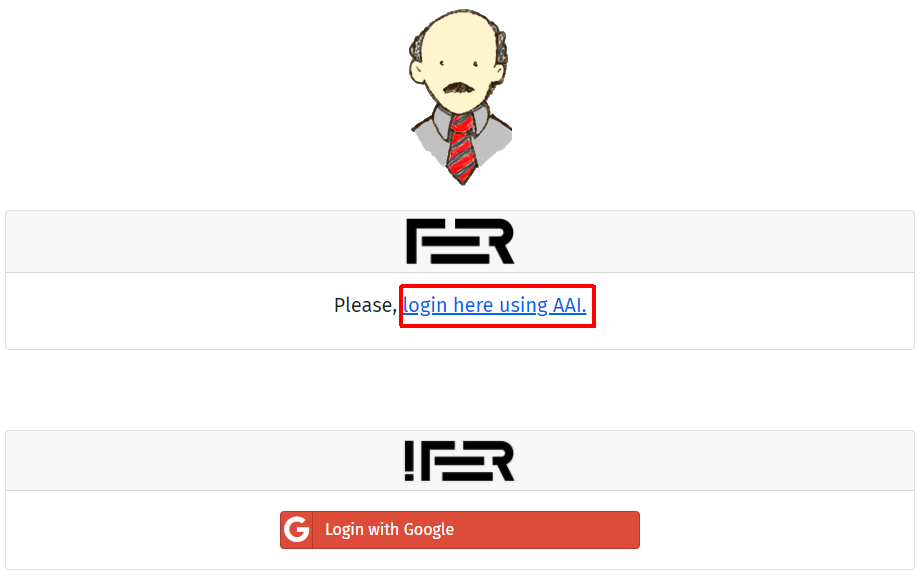 FER
Please, login here using AAI.
!FER
G Login with Google